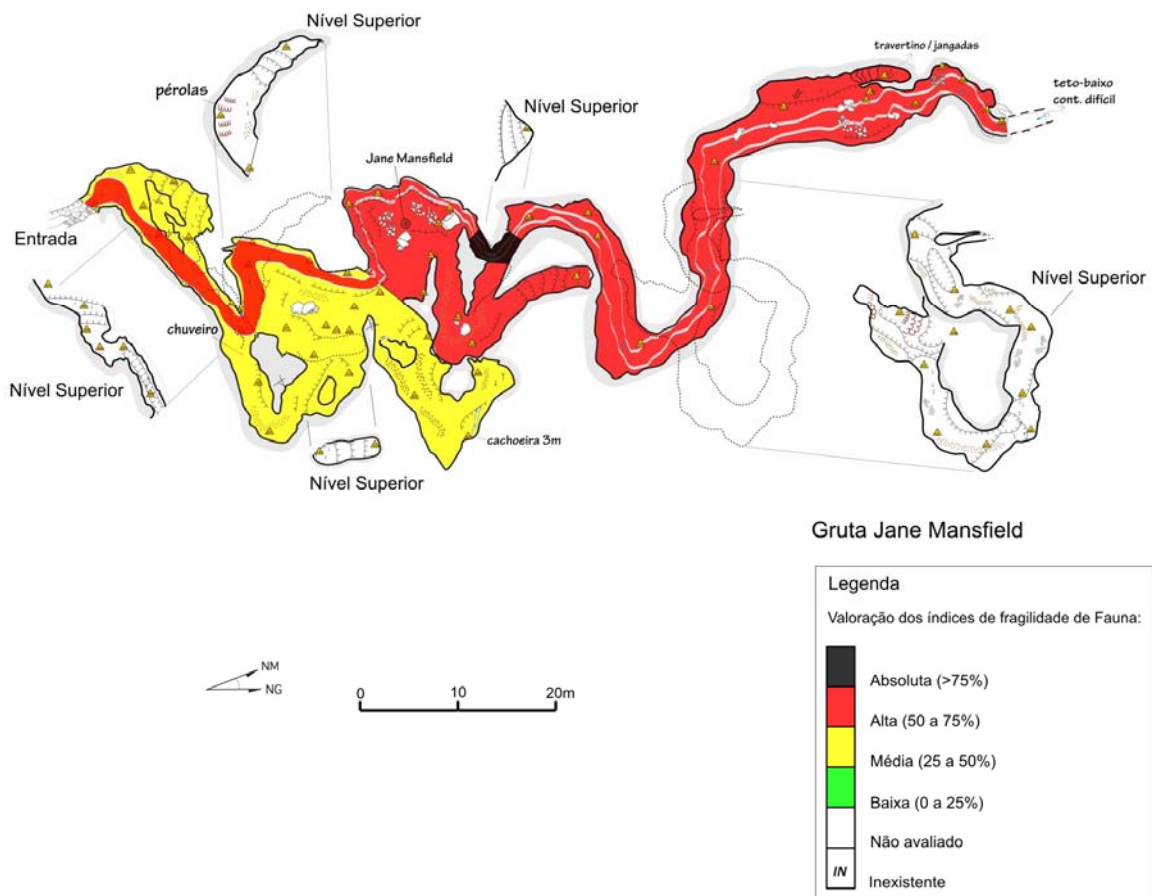 Nível Superior
pérolas
Nível Superior
travertino / jangadas
teto-baixo
cont. difícil
Jane Mansfield
Entrada
chuveiro
Nível Superior
Nível Superior
cachoeira 3m
Nível Superior
Gruta Jane Mansfield
NM
NG
0 10 20m
Legenda
Valoração dos índices de fragilidade de Fauna:
Absoluta (>75%)
Alta (50 a 75%)
Média (25 a 50%)
Baixa (0 a 25%)
Não avaliado
IN Inexistente